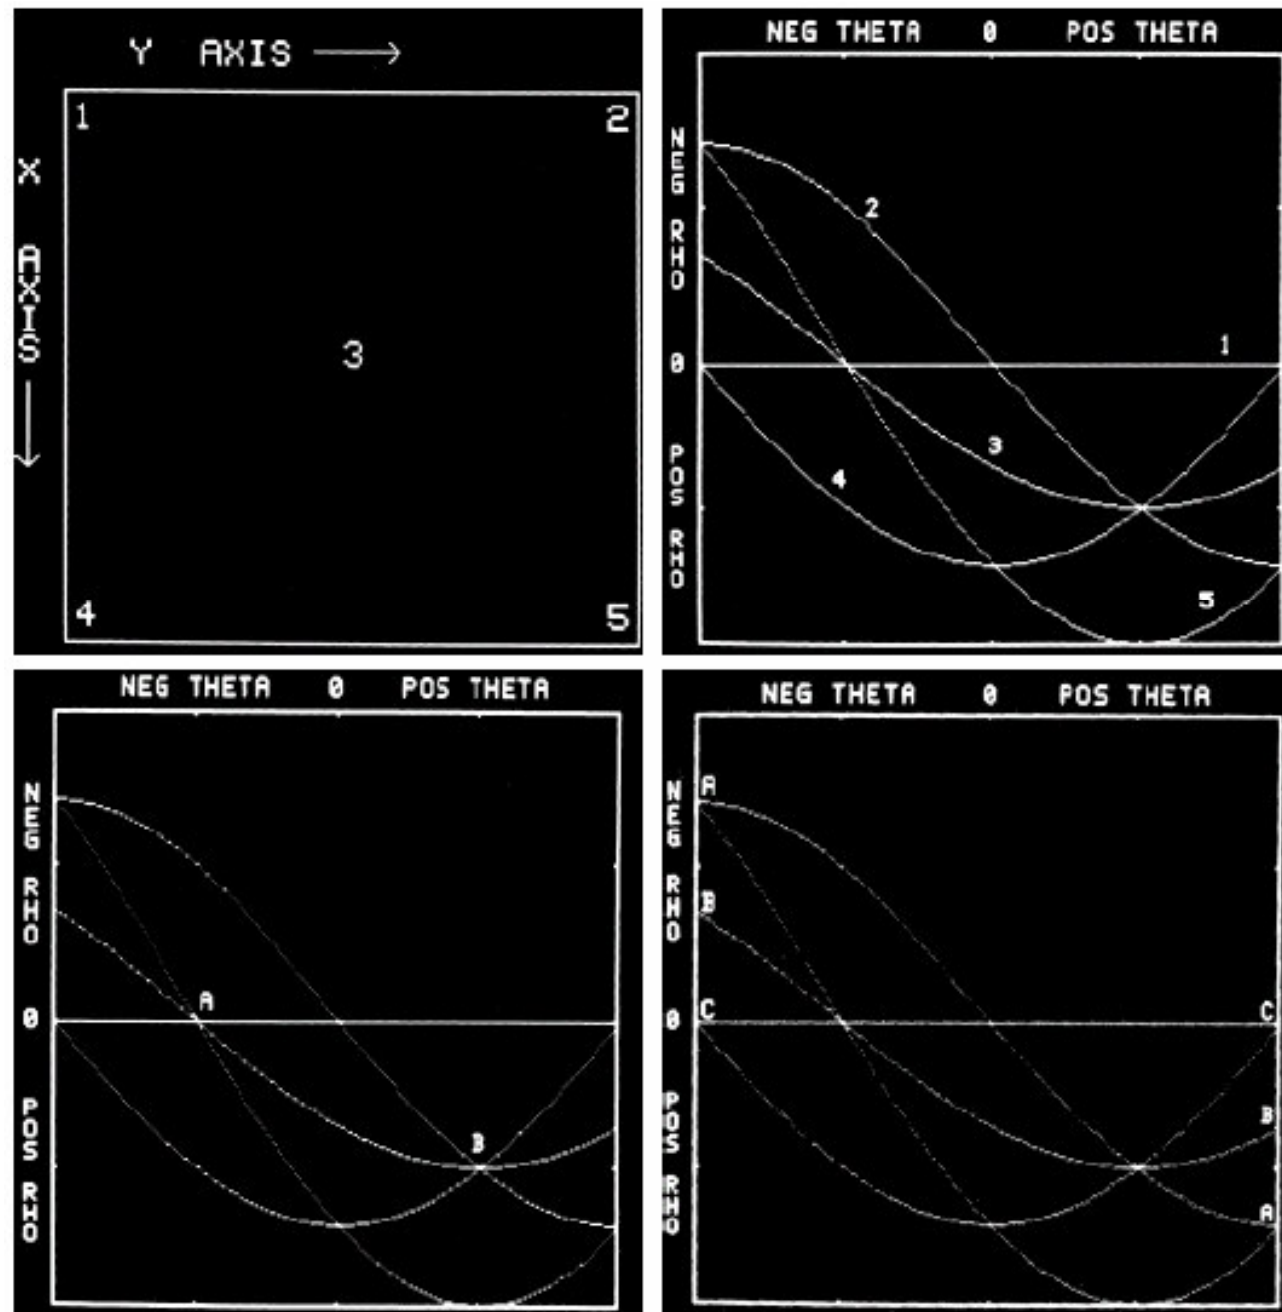 Y AXIS
1 2
X AXIS
3
4 5
NEG THETA 0 POS THETA
NEG RHO 0 POS RHO
2
1
3
4
5
NEG THETA 0 POS THETA
NEG RHO 0 POS RHO
A
B
NEG THETA 0 POS THETA
NEG RHO 0 POS RHO
A
B
C C
B
A